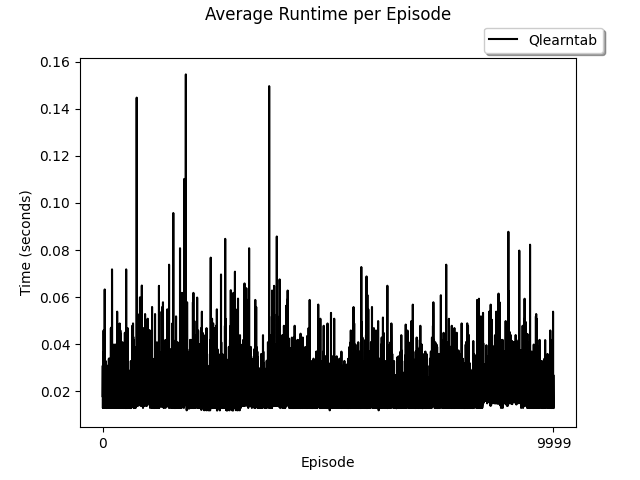 Average Runtime per Episode
Qlearntab
0.16
0.14
0.12
0.10
0.08
0.06
0.04
0.02
Time (seconds)
0 9999
Episode